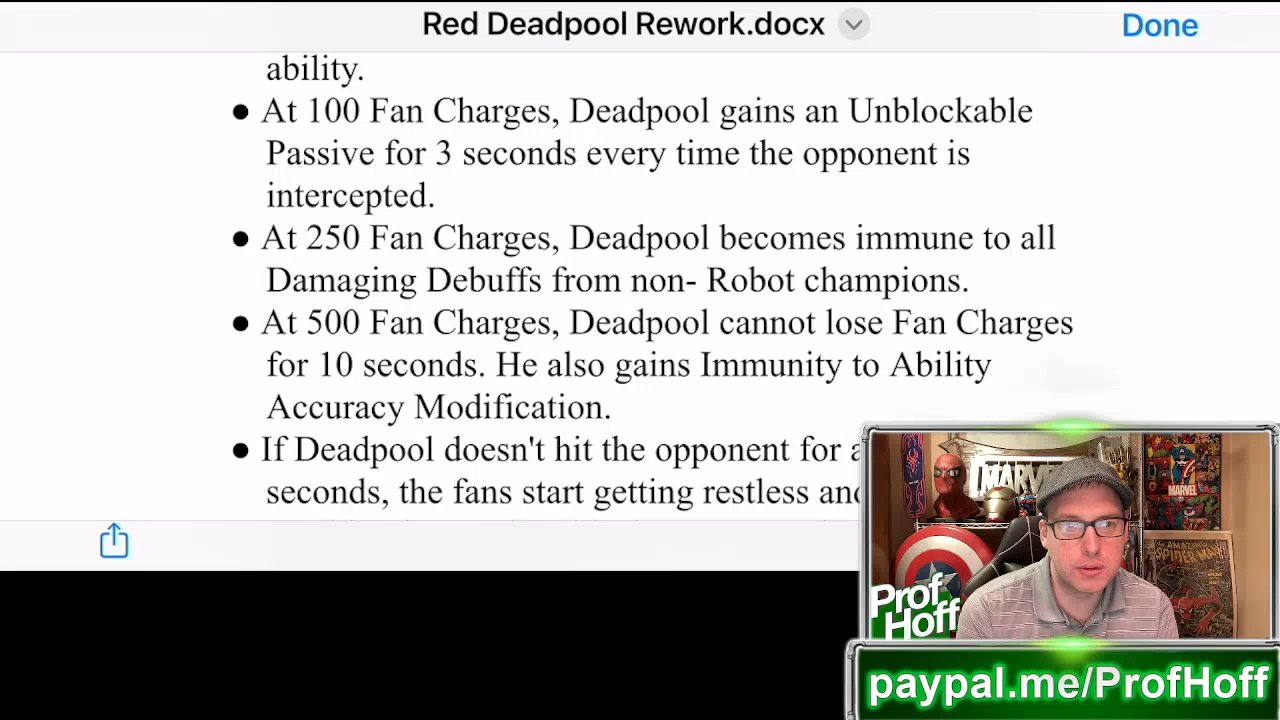 Red Deadpool Rework.docx
Done
ability.
● At 100 Fan Charges, Deadpool gains an Unblockable
Passive for 3 seconds every time the opponent is
intercepted.
● At 250 Fan Charges, Deadpool becomes immune to all
Damaging Debuffs from non- Robot champions.
● At 500 Fan Charges, Deadpool cannot lose Fan Charges
for 10 seconds. He also gains Immunity to Ability
Accuracy Modification.
● If Deadpool doesn't hit the opponent for
seconds, the fans start getting restless
MARVEL
AMAZING
SPIDER-MAN
Prof
Hoff
paypal.me/ProfHoff